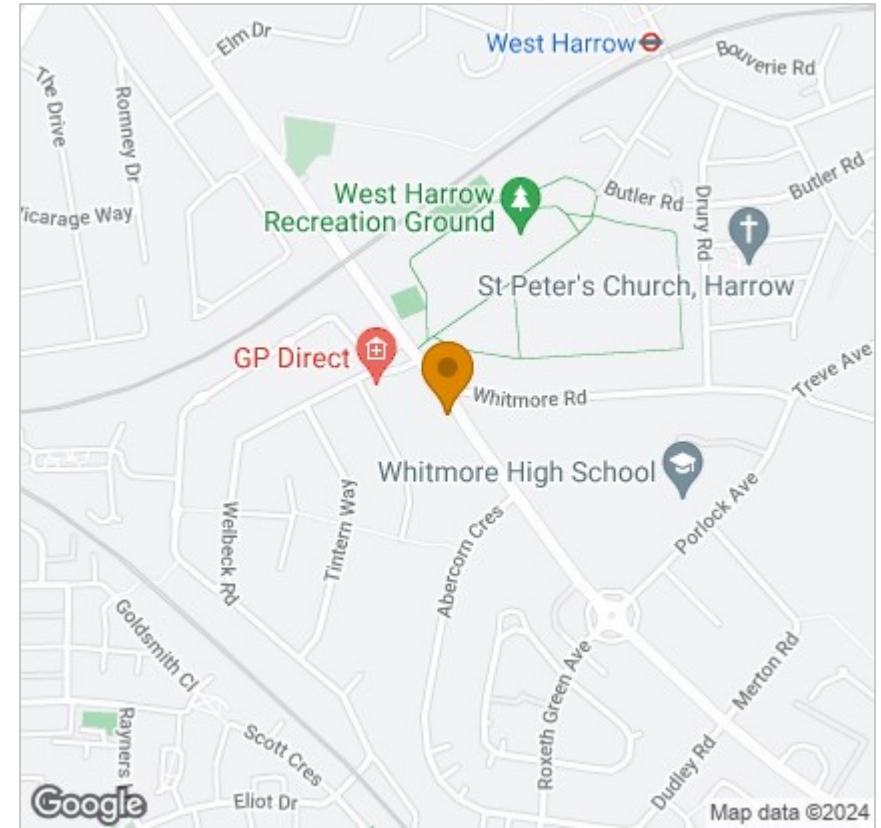 West Harrow
Elm Dr
Bouverie Rd
The Drive
Romney Dr
Butler Rd
West Harrow
Recreation Ground
Butler Rd
Drury Rd
icarage Way
St Peter's Church, Harrow
GP Direct
Treve Ave
Whitmore Rd
Whitmore High School
Welbeck Rd
Tintern Way
Abercorn Cres
Porlock Ave
Goldsmith Cl
Roxeth Green Ave
Merton Rd
Rayners
Scott Cres
Dudley Rd
Eliot Dr
Google
Map data ©2024